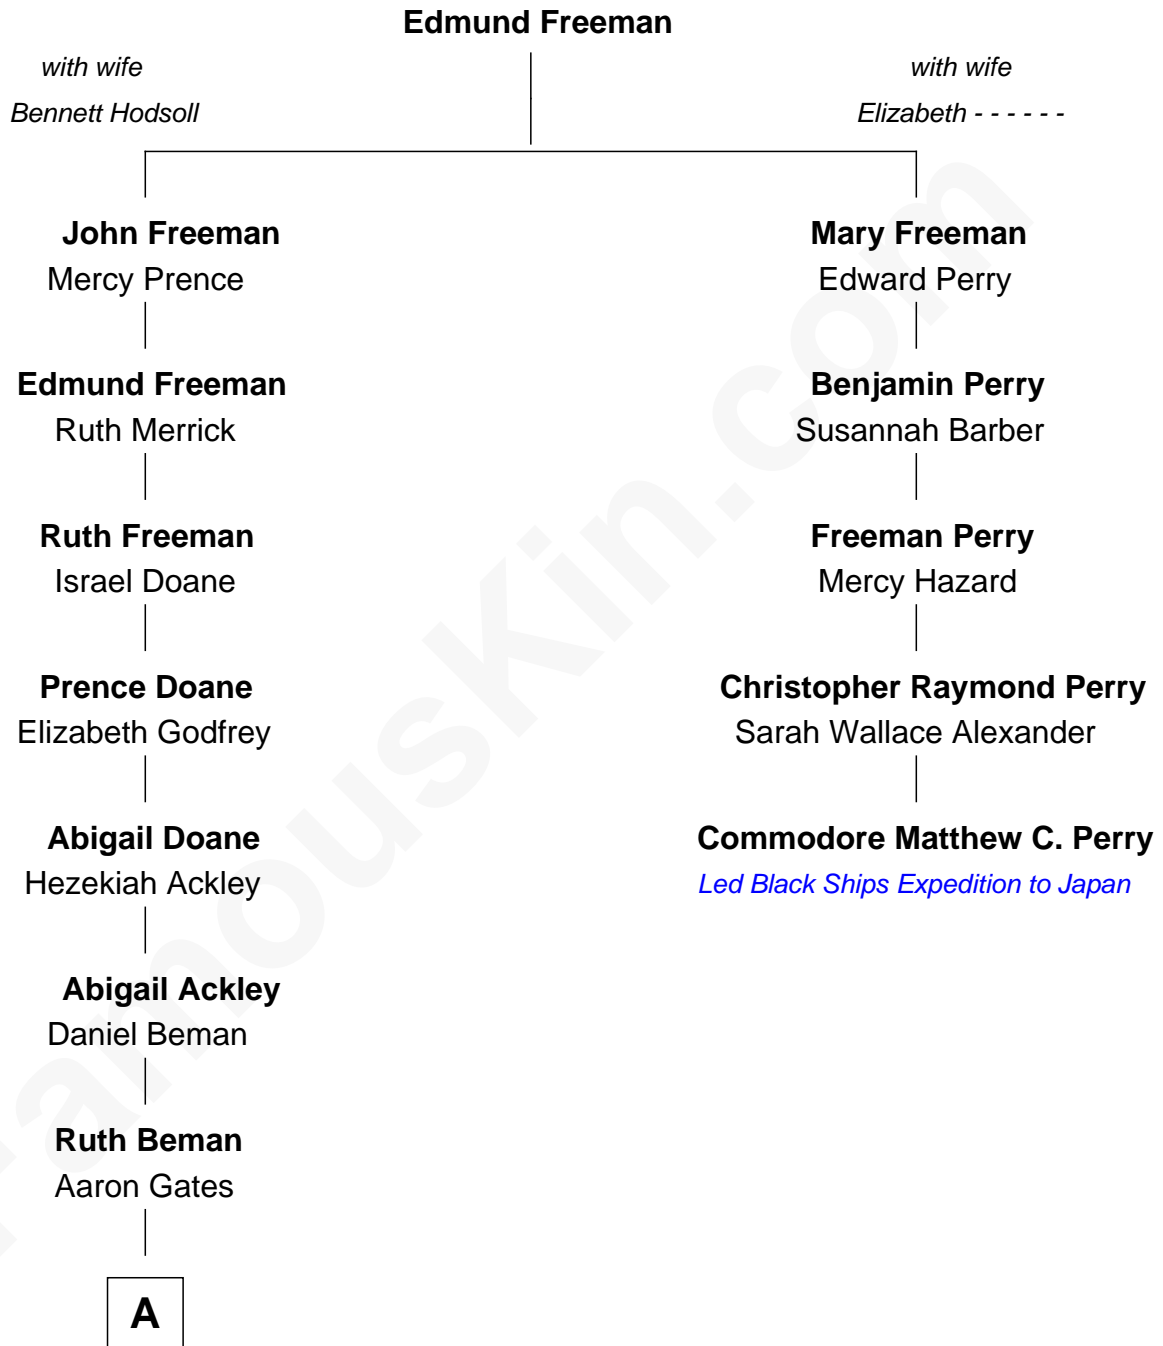 Edmund Freeman
with wife
Bennett Hodsoll
with wife
Elizabeth - - - - - -
John Freeman
Mercy Prence
Mary Freeman
Edward Perry
Edmund Freeman
Ruth Merrick
Benjamin Perry
Susannah Barber
Ruth Freeman
Israel Doane
Freeman Perry
Mercy Hazard
Prence Doane
Elizabeth Godfrey
Christopher Raymond Perry
Sarah Wallace Alexander
Abigail Doane
Hezekiah Ackley
Commodore Matthew C. Perry
Led Black Ships Expedition to Japan
Abigail Ackley
Daniel Beman
Ruth Beman
Aaron Gates
A
FamousKin.com